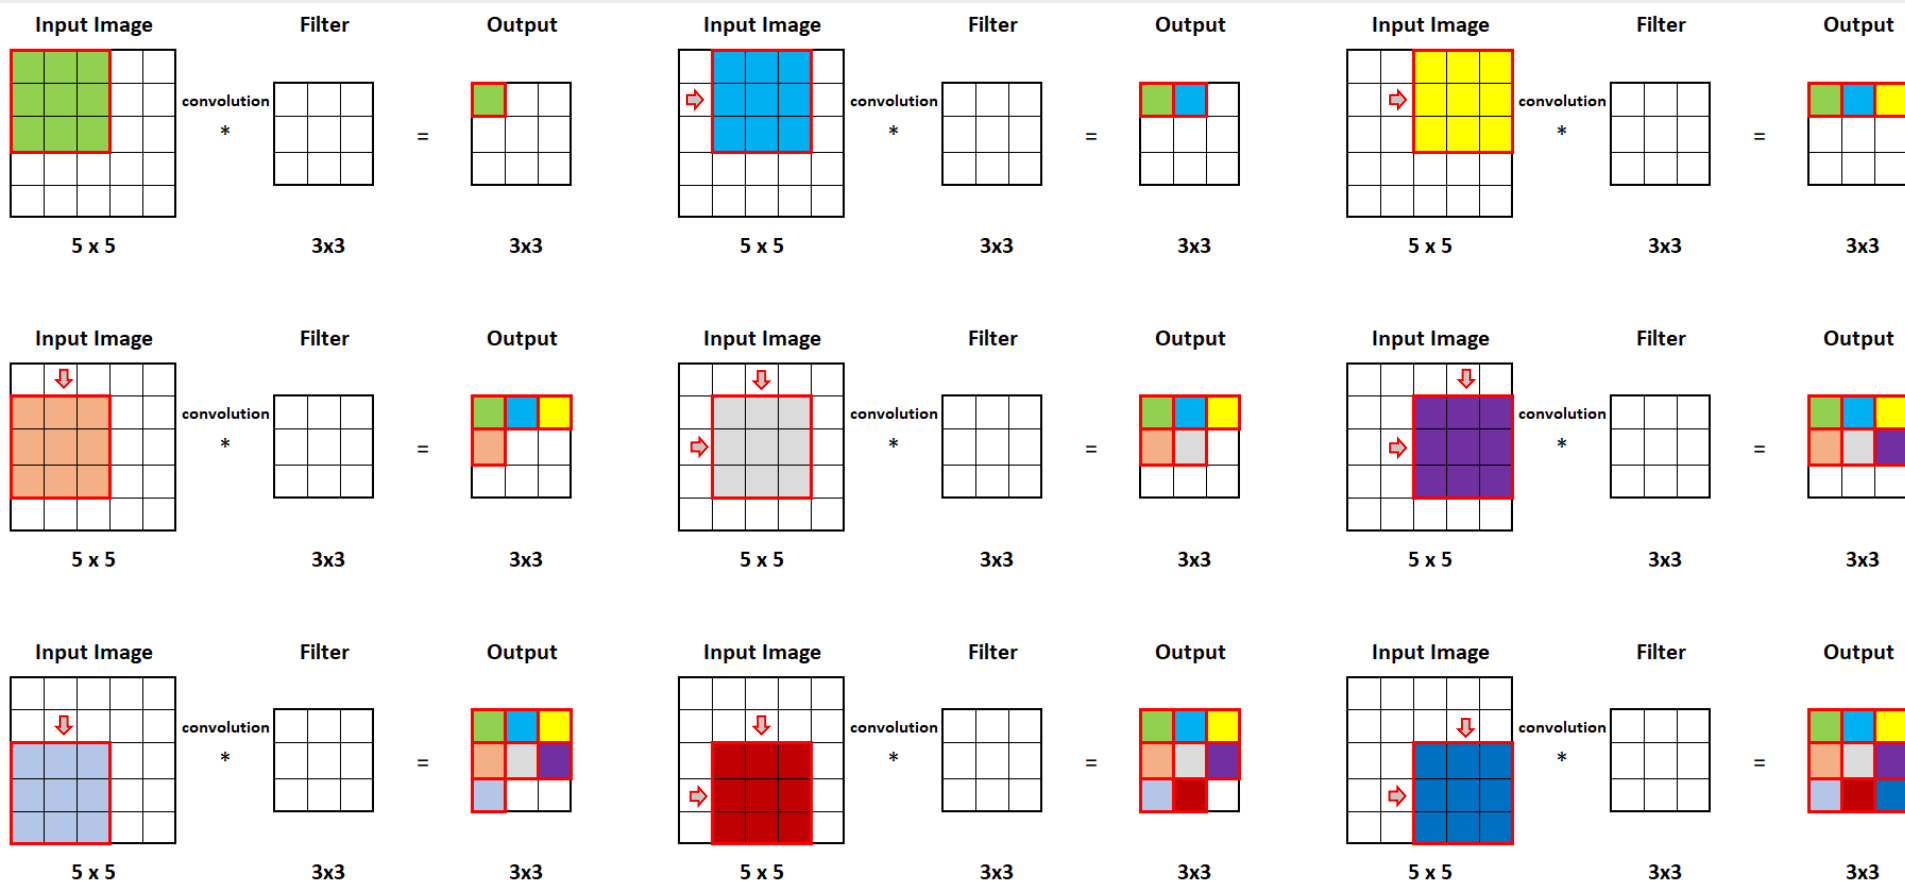 Input Image Filter Output Input Image Filter Output Input Image Filter Output
convolution convolution convolution
* = * = * =
5 x 5 3x3 3x3 5 x 5 3x3 3x3 5 x 5 3x3 3x3
Input Image Filter Output Input Image Filter Output Input Image Filter Output
convolution convolution convolution
* = * = * =
5 x 5 3x3 3x3 5 x 5 3x3 3x3 5 x 5 3x3 3x3
Input Image Filter Output Input Image Filter Output Input Image Filter Output
convolution convolution convolution
* = * = * =
5 x 5 3x3 3x3 5 x 5 3x3 3x3 5 x 5 3x3 3x3